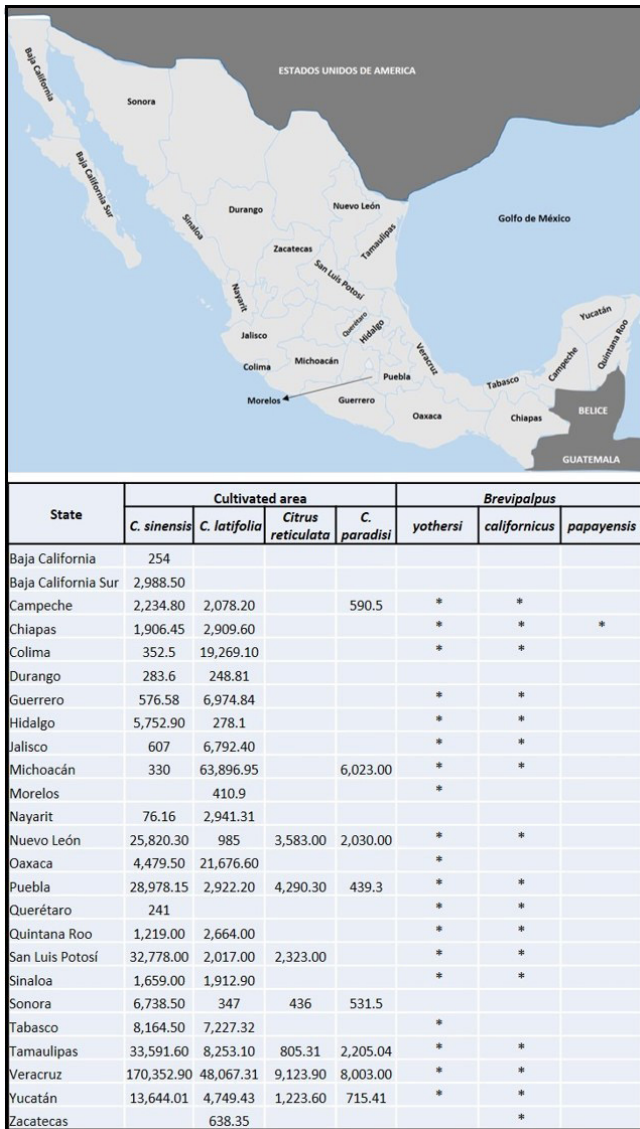 ESTADOS UNIDOS DE AMERICA
Baja California
Sonora
Baja California Sur
Sinaloa
Durango
Nuevo León
Tamaulipas
Golfo de México
Zacatecas
San Luis Potosí
Nayarit
Querétaro
Hidalgo
Jalisco
Yucatán
Quintana Roo
Campeche
Veracruz
Colima
Michoacán
Puebla
Tabasco
Morelos
Guerrero
Oaxaca
Chiapas
BELICE
GUATEMALA
State Cultivated area Brevipalpus
C. sinensis C. latifolia Citrus reticulata C. paradisi yothersi californicus papayensis
Baja California 254
Baja California Sur 2,988.50
Campeche 2,234.80 2,078.20 590.5 * *
Chiapas 1,906.45 2,909.60 * * *
Colima 352.5 19,269.10 * *
Durango 283.6 248.81
Guerrero 576.58 6,974.84 * *
Hidalgo 5,752.90 278.1 * *
Jalisco 607 6,792.40 * *
Michoacán 330 63,896.95 6,023.00 * *
Morelos 410.9 *
Nayarit 76.16 2,941.31
Nuevo León 25,820.30 985 3,583.00 2,030.00 * *
Oaxaca 4,479.50 21,676.60 *
Puebla 28,978.15 2,922.20 4,290.30 439.3 * *
Querétaro 241 * *
Quintana Roo 1,219.00 2,664.00 * *
San Luis Potosí 32,778.00 2,017.00 2,323.00 * *
Sinaloa 1,659.00 1,912.90 * *
Sonora 6,738.50 347 436 531.5
Tabasco 8,164.50 7,227.32 *
Tamaulipas 33,591.60 8,253.10 805.31 2,205.04 * *
Veracruz 170,352.90 48,067.31 9,123.90 8,003.00 * *
Yucatán 13,644.01 4,749.43 1,223.60 715.41 * *
Zacatecas 638.35 *